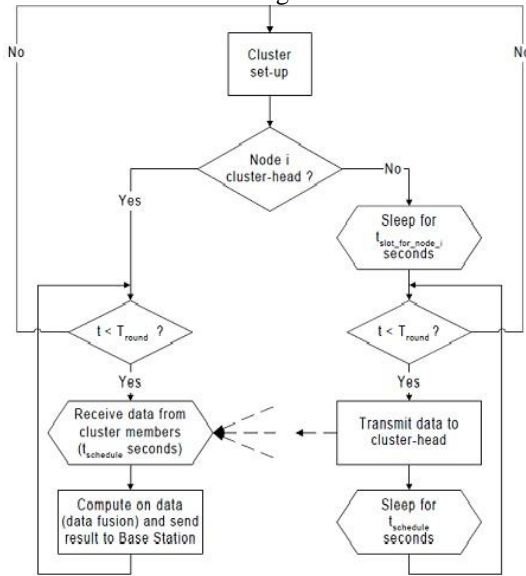 No
No
Cluster
set-up
Node i
cluster-head ?
Yes
No
Sleep for
t_slot_for_node_i
seconds
t < T_round ?
t < T_round ?
Yes
Yes
Receive data from
cluster members
(t_schedule seconds)
Transmit data to
cluster-head
Compute on data
(data fusion) and send
result to Base Station
Sleep for
t_schedule
seconds